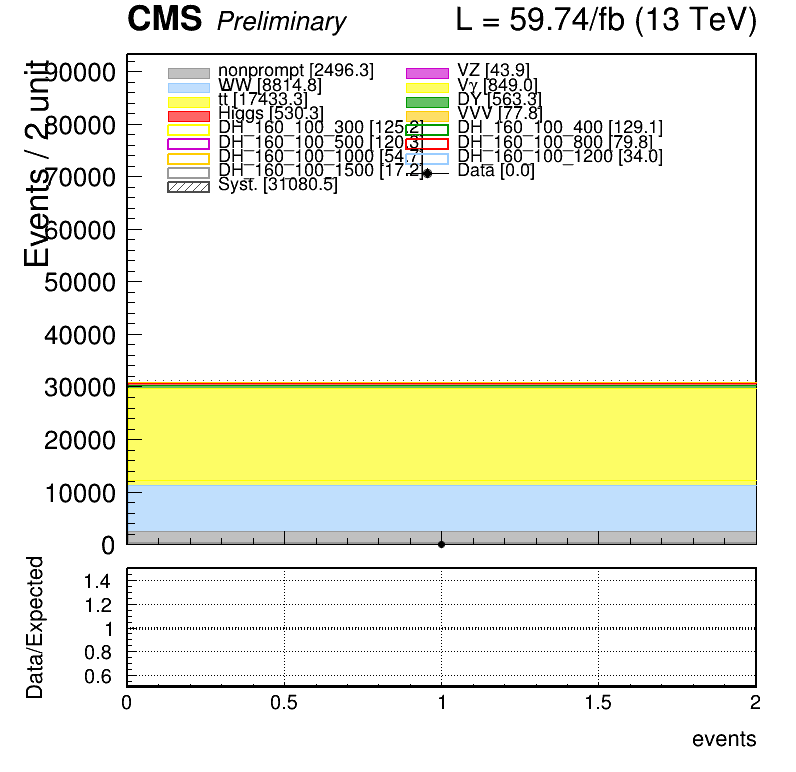 CMS Preliminary L = 59.74/fb (13 TeV)
Events / 2 unit
90000
80000
70000
60000
50000
40000
30000
20000
10000
0
nonprompt [2496.3] VZ [43.9]
WW [8814.8] Vγ [849.0]
tt [17433.3] DY [563.3]
Higgs [530.3] VVV [77.8]
DH_160_100_300 [125.2] DH_160_100_400 [129.1]
DH_160_100_500 [120.3] DH_160_100_800 [79.8]
DH_160_100_1000 [54.7] DH_160_100_1200 [34.0]
DH_160_100_1500 [17.2] Data [0.0]
Syst. [31080.5]
Data/Expected
1.4
1.2
1
0.8
0.6
0 0.5 1 1.5 2
events